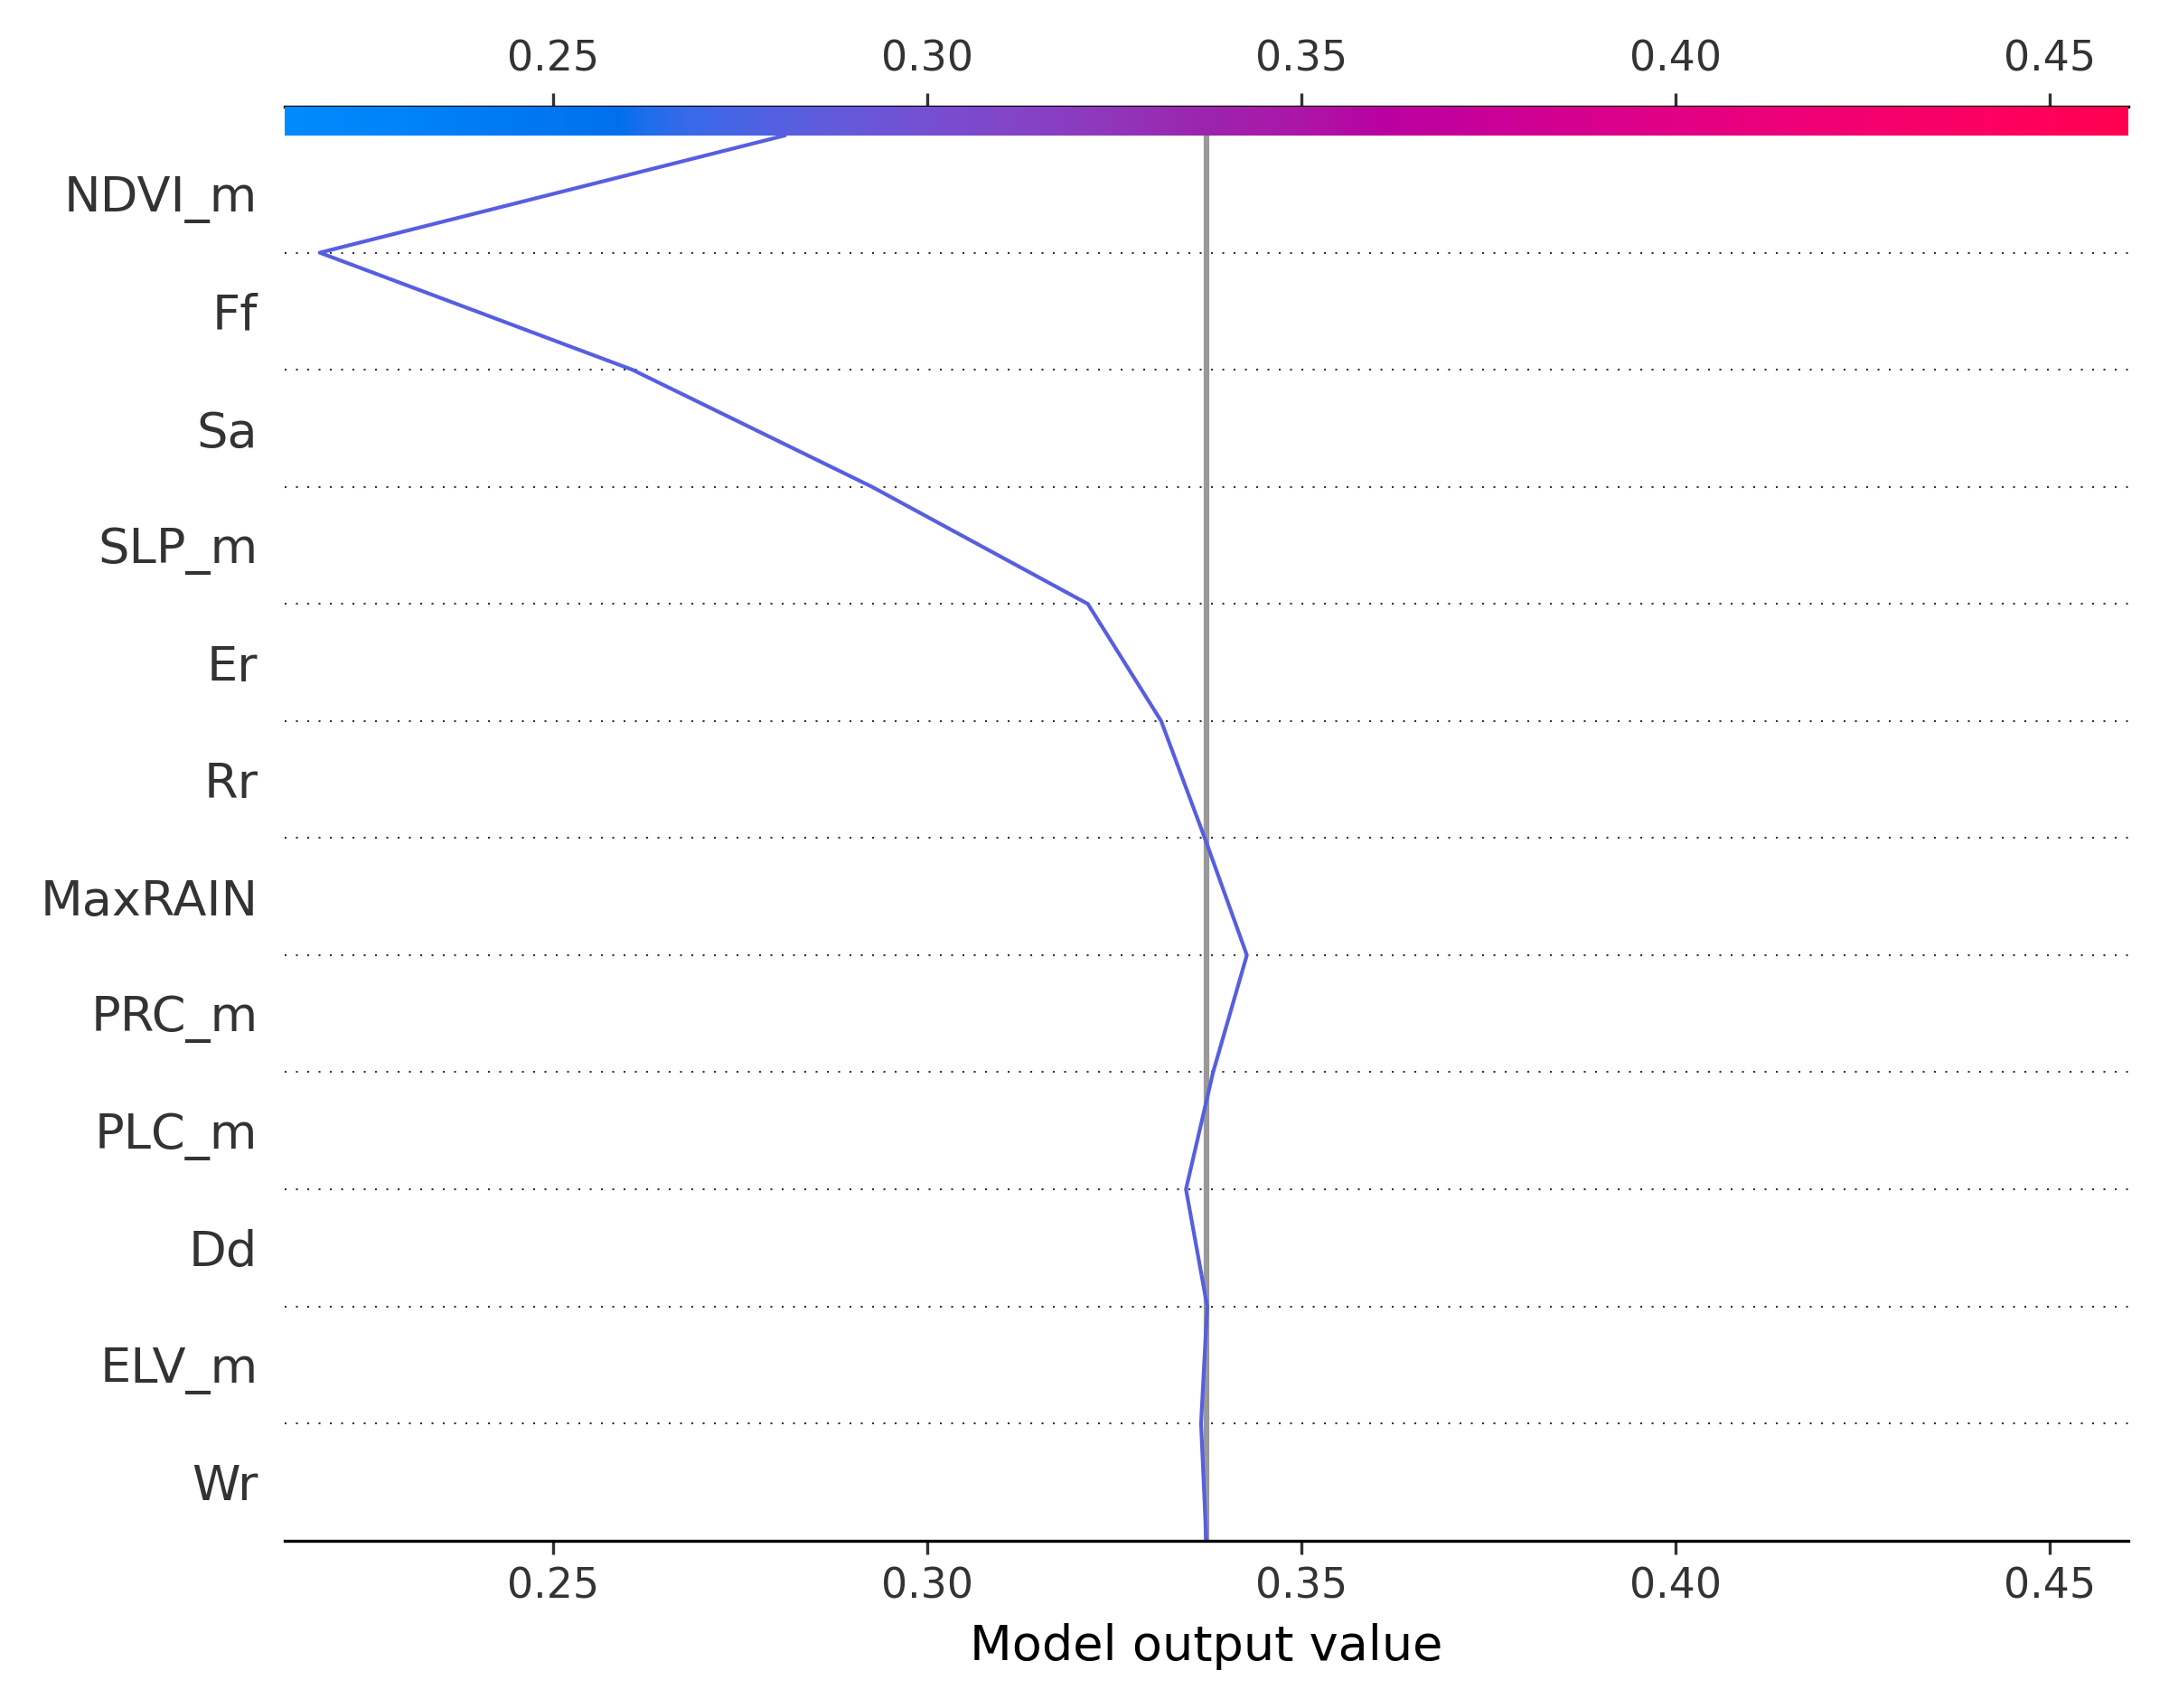 0.25 0.30 0.35 0.40 0.45
NDVI_m
Ff
Sa
SLP_m
Er
Rr
MaxRAIN
PRC_m
PLC_m
Dd
ELV_m
Wr
0.25 0.30 0.35 0.40 0.45
Model output value